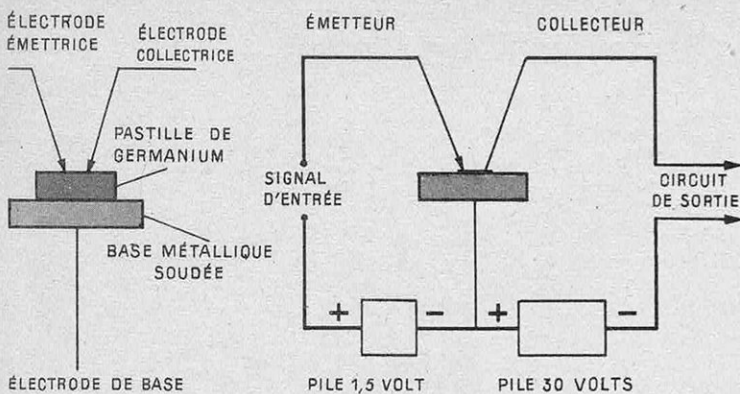 ÉLECTRODE
ÉMETTRICE
ÉLECTRODE
COLLECTRICE
PASTILLE DE
GERMANIUM
BASE MÉTALLIQUE
SOUDÉE
ÉLECTRODE DE BASE
ÉMETTEUR
COLLECTEUR
SIGNAL
D'ENTRÉE
CIRCUIT
DE SORTIE
+ - + -
PILE 1,5 VOLT
PILE 30 VOLTS